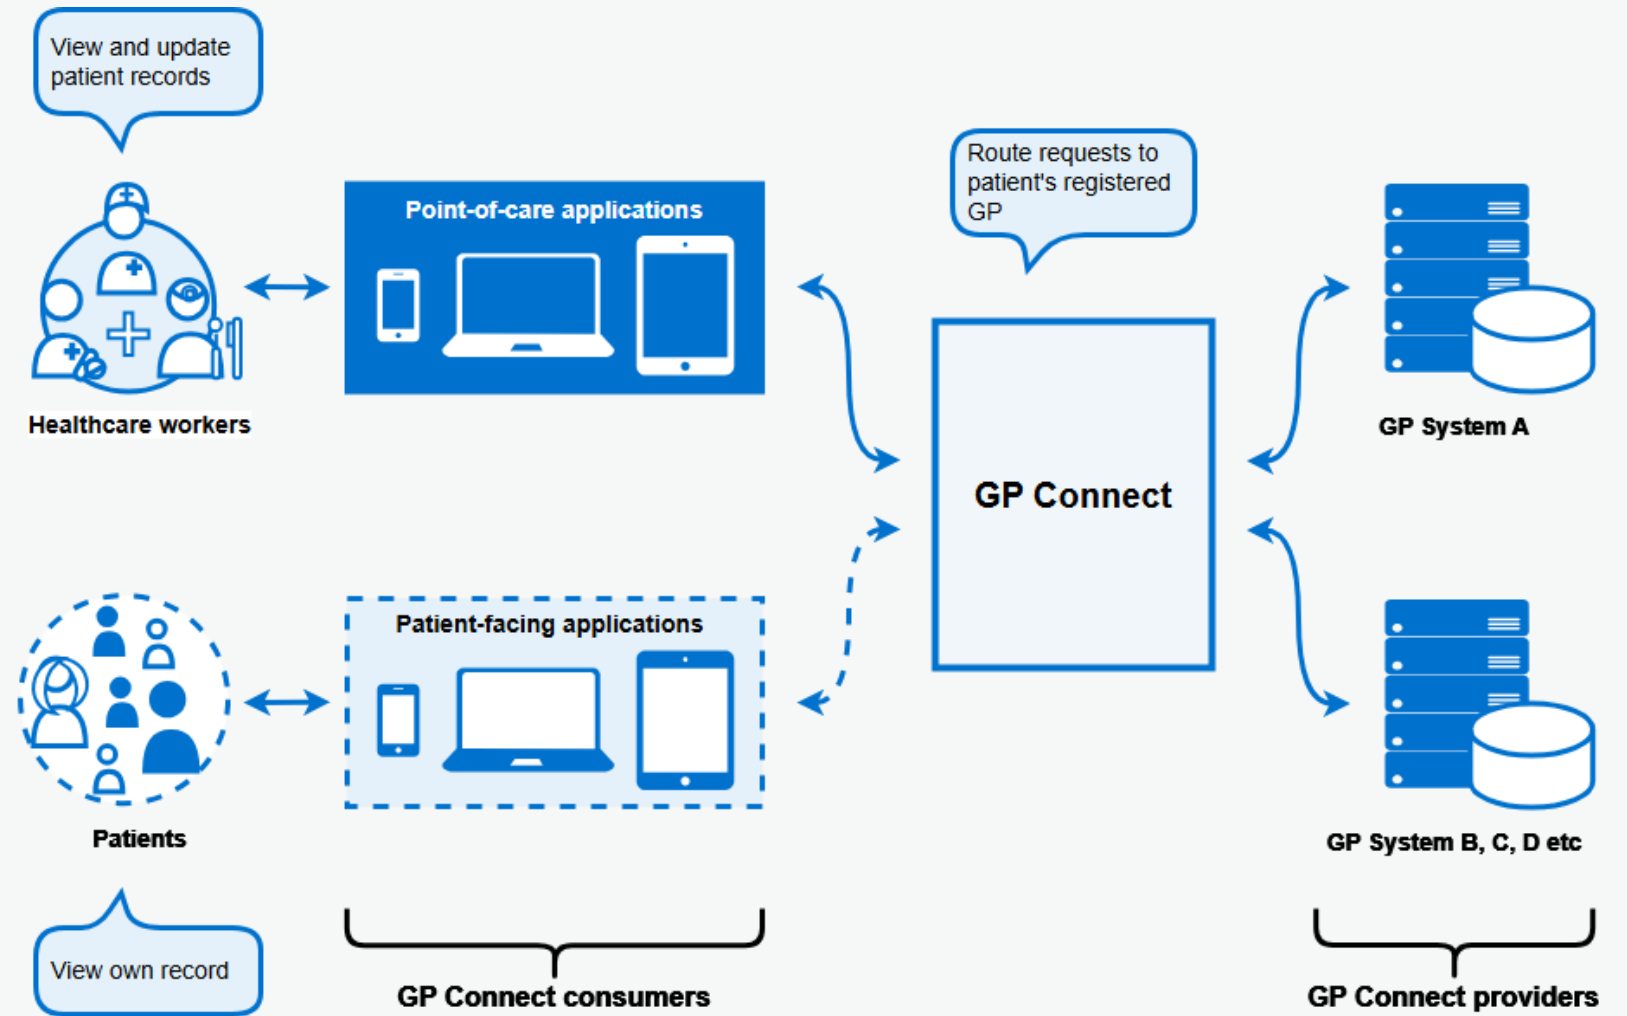 View and update
patient records
Point-of-care applications
Route requests to
patient's registered
GP
Healthcare workers
GP System A
GP Connect
Patient-facing applications
Patients
GP System B, C, D etc
View own record
GP Connect consumers
GP Connect providers